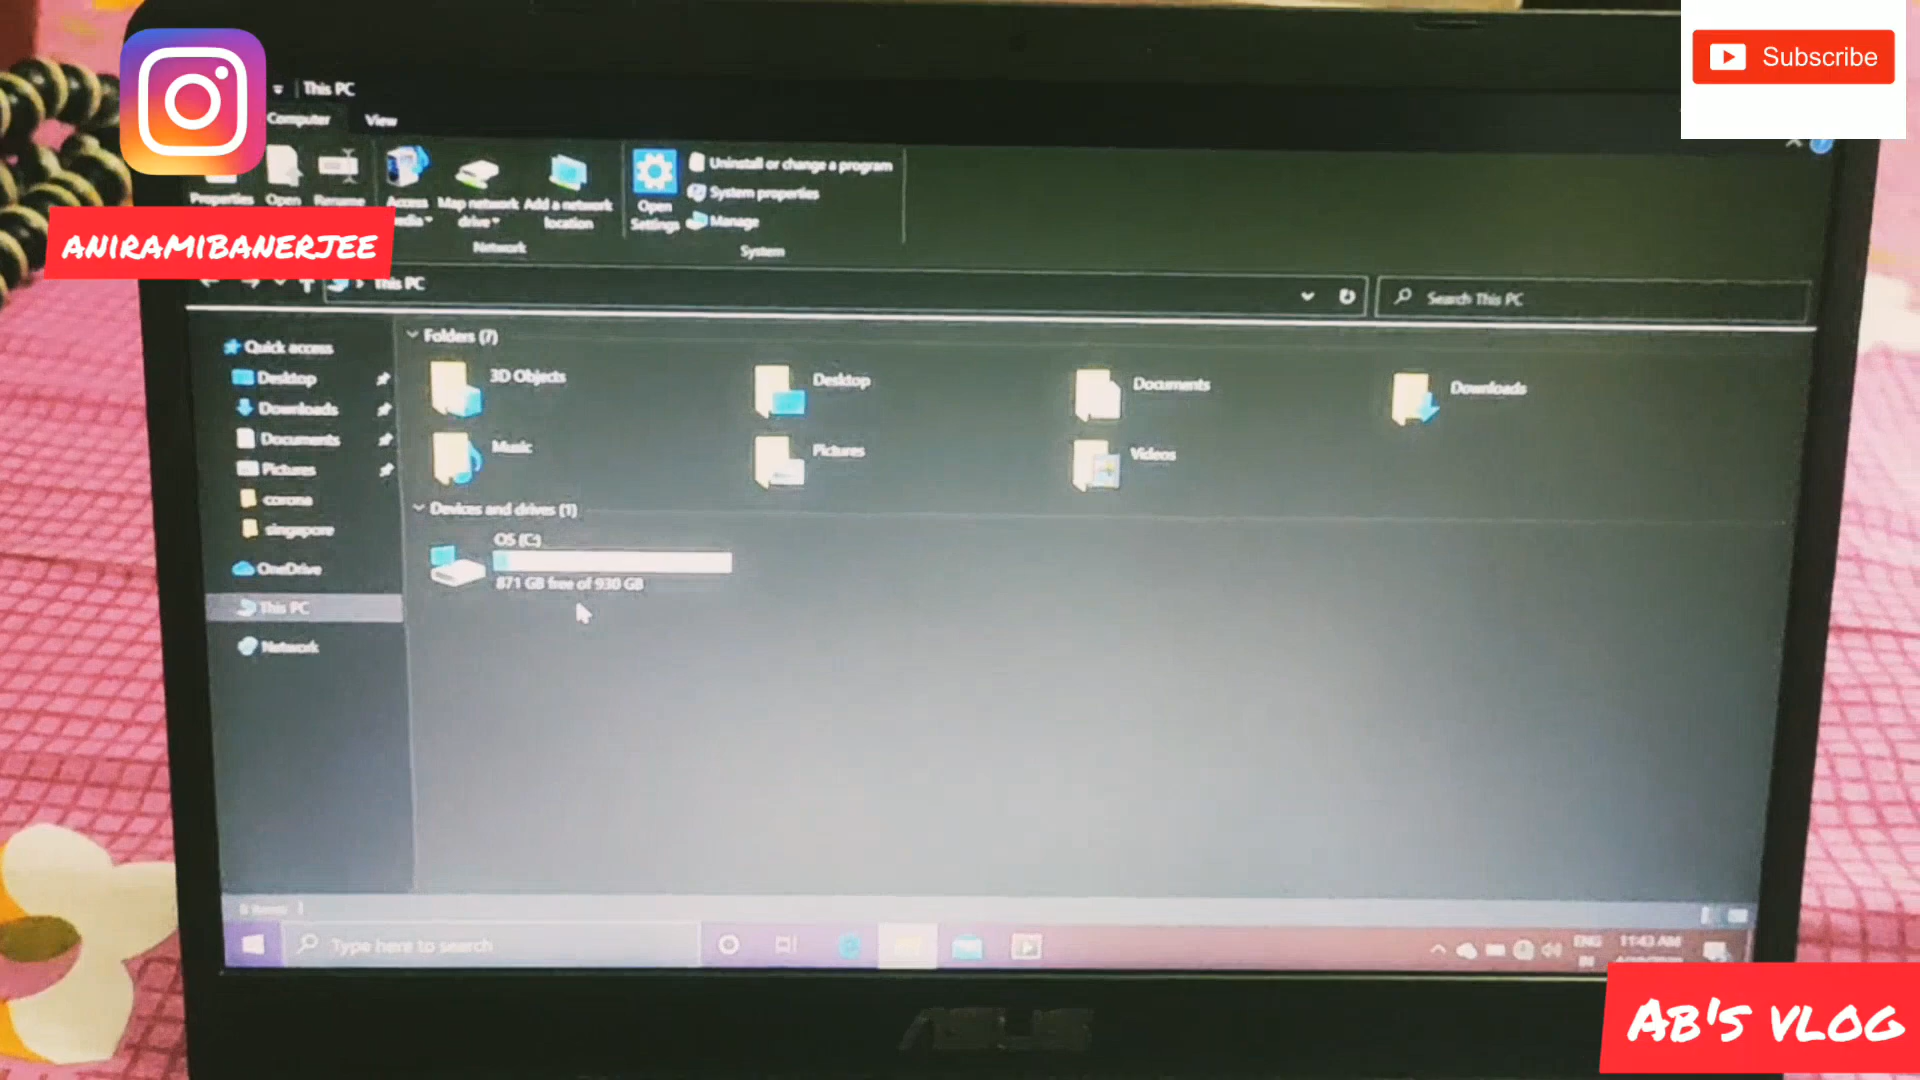 Subscribe
This PC
Computer View
Properties Open Rename
Access Map network drive Add a network location
Network
Open Settings
Uninstall or change a program
System properties
Manage
System
ANIRAMIBANERJEE
This PC
Search This PC
Quick access
Desktop
Downloads
Documents
Pictures
corona
singapore
OneDrive
This PC
Network
Folders (7)
3D Objects
Desktop
Documents
Downloads
Music
Pictures
Videos
Devices and drives (1)
OS (C:)
871 GB free of 930 GB
Type here to search
ENG
IN
11:43 AM
ASUS
AB'S VLOG